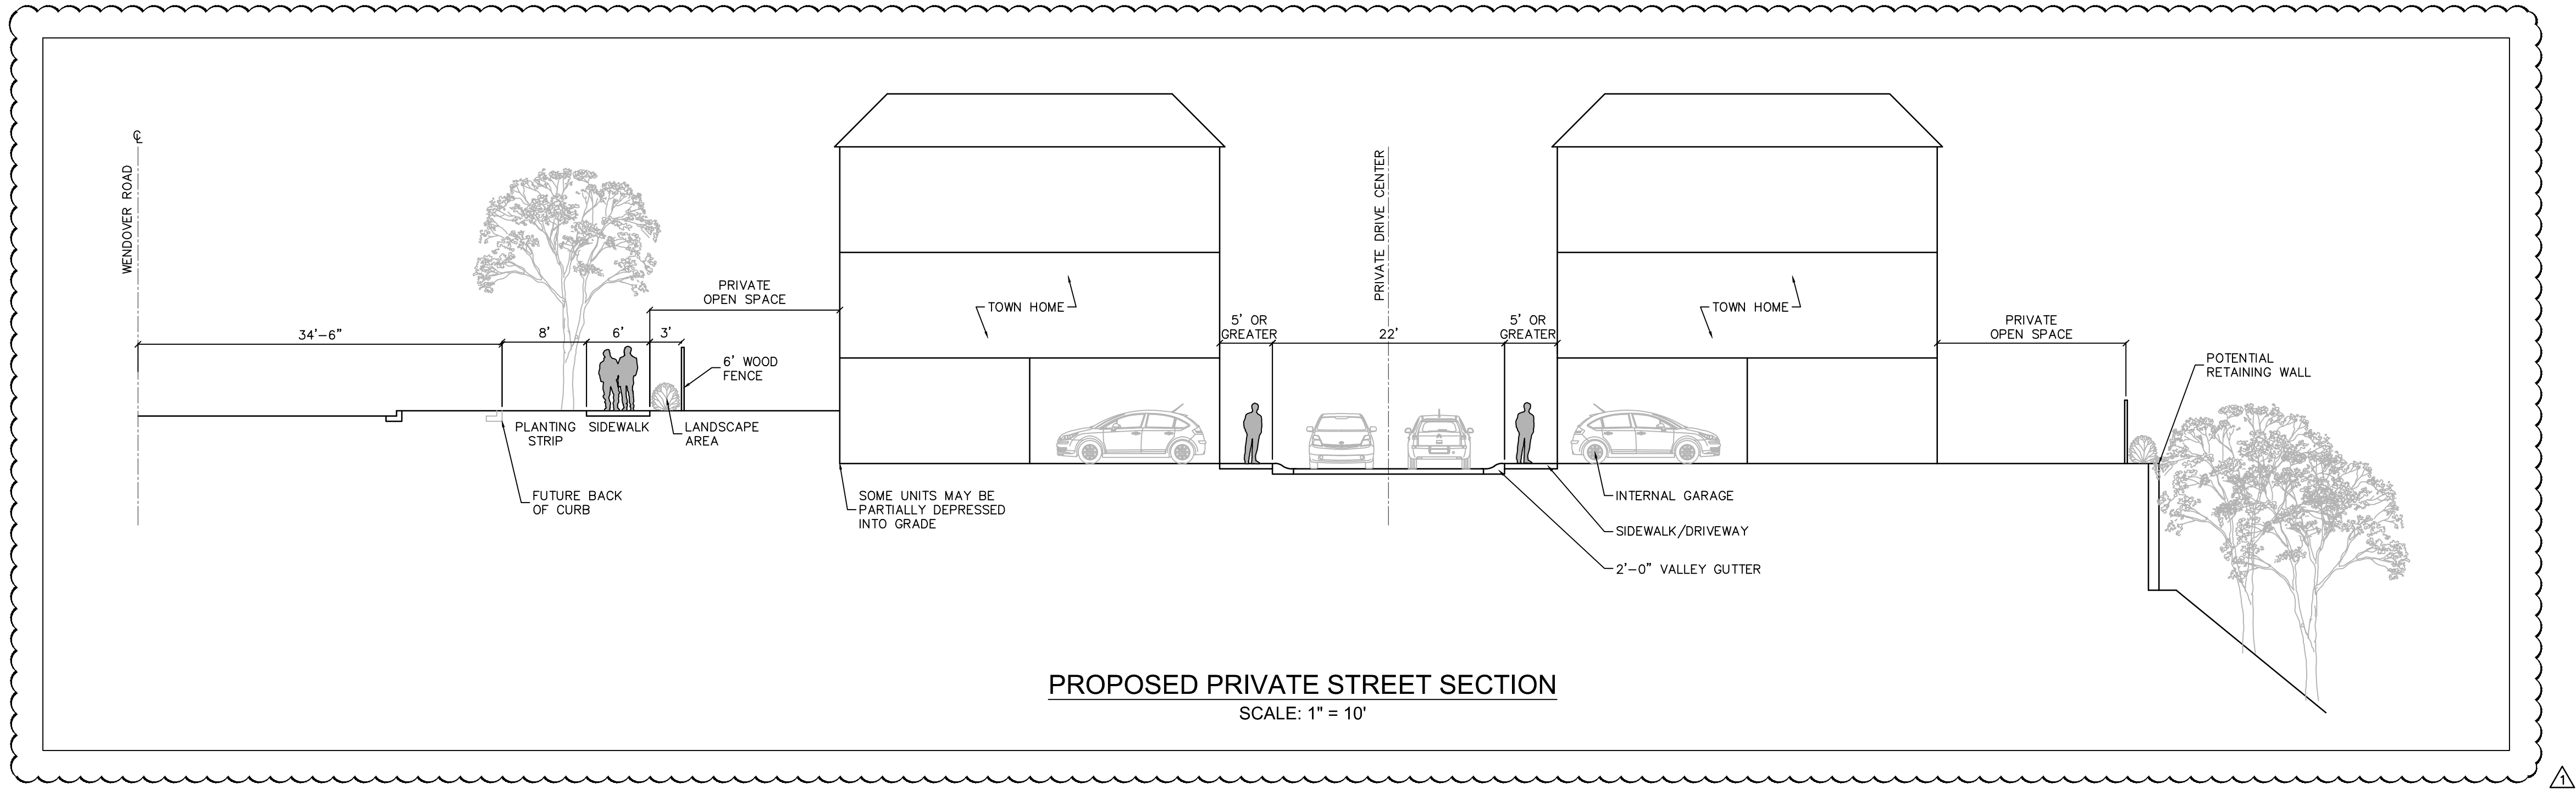 ℄
WENDOVER ROAD
34'-6"
8'
6'
3'
PRIVATE
OPEN SPACE
6' WOOD
FENCE
PLANTING
STRIP
SIDEWALK
LANDSCAPE
AREA
FUTURE BACK
OF CURB
TOWN HOME
SOME UNITS MAY BE
PARTIALLY DEPRESSED
INTO GRADE
5' OR
GREATER
22'
PRIVATE DRIVE CENTER
5' OR
GREATER
TOWN HOME
INTERNAL GARAGE
SIDEWALK/DRIVEWAY
2'-0" VALLEY GUTTER
PRIVATE
OPEN SPACE
POTENTIAL
RETAINING WALL
PROPOSED PRIVATE STREET SECTION
SCALE: 1" = 10'
1